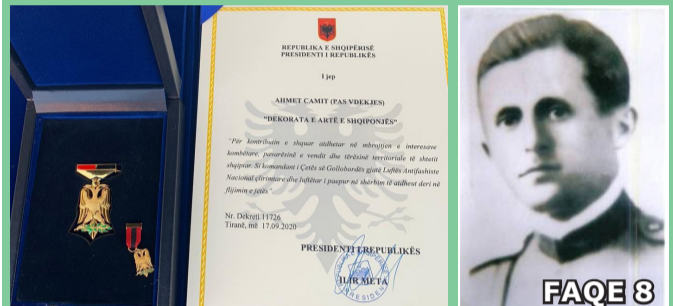 REPUBLIKA E SHQIPËRISË
PRESIDENTI I REPUBLIKËS
I jep
AHMET CAMIT (PAS VDEKJES)
"DEKORATA E ARTË E SHQIPONJËS"
"Për kontributin e shquar atdhetar në mbrojtjen e interesave
kombëtare, pavarësinë e vendit dhe tërësinë territoriale të shtetit
shqiptar. Si komandant i Çetës së Gollobordës gjatë Luftës Antifashiste
Nacional çlirimtare dhe luftëtar i paepur në shërbim të atdheut deri në
flijimin e jetës".
Nr. Dekreti 11726
Tiranë, më 17.09.2020
PRESIDENTI I REPUBLIKËS
ILIR META
FAQE 8